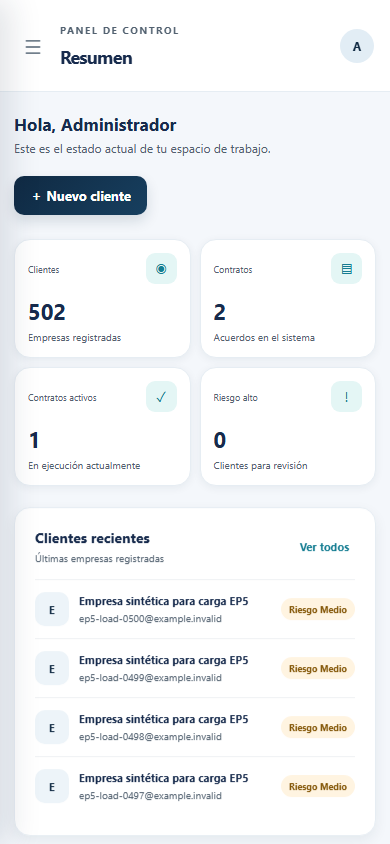 PANEL DE CONTROL
☰ Resumen
A
Hola, Administrador
Este es el estado actual de tu espacio de trabajo.
+ Nuevo cliente
Clientes
502
Empresas registradas
Contratos
2
Acuerdos en el sistema
Contratos activos
✓
1
En ejecución actualmente
Riesgo alto
!
0
Clientes para revisión
Clientes recientes
Últimas empresas registradas
Ver todos
E
Empresa sintética para carga EP5
ep5-load-0500@example.invalid
Riesgo Medio
E
Empresa sintética para carga EP5
ep5-load-0499@example.invalid
Riesgo Medio
E
Empresa sintética para carga EP5
ep5-load-0498@example.invalid
Riesgo Medio
E
Empresa sintética para carga EP5
ep5-load-0497@example.invalid
Riesgo Medio